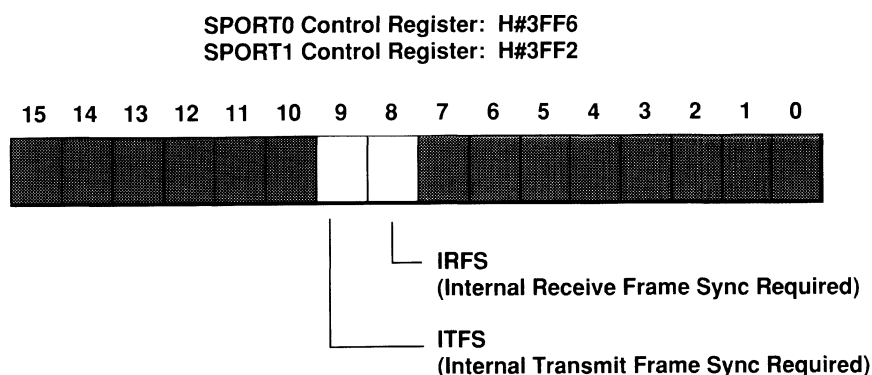 SPORT0 Control Register: H#3FF6
SPORT1 Control Register: H#3FF2
15 14 13 12 11 10 9 8 7 6 5 4 3 2 1 0
IRFS
(Internal Receive Frame Sync Required)
ITFS
(Internal Transmit Frame Sync Required)